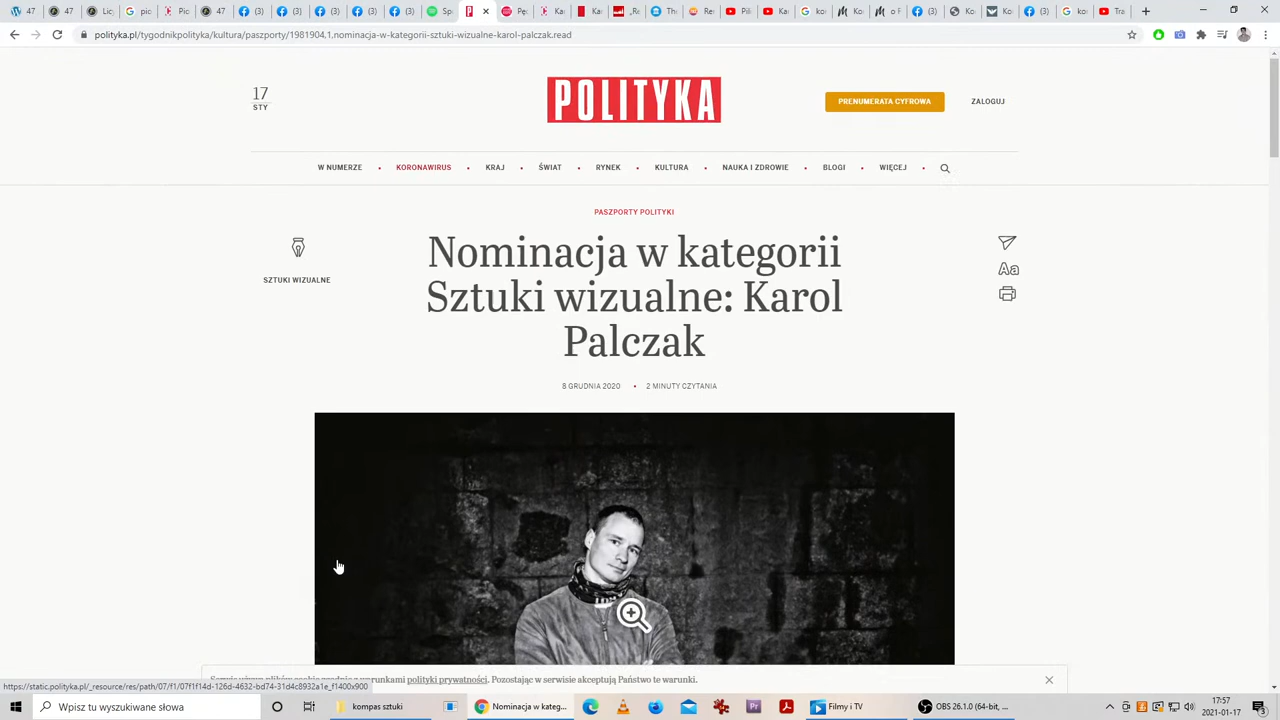 polityka.pl/tygodnikpolityka/kultura/paszporty/1981904,1,nominacja-w-kategorii-sztuki-wizualne-karol-palczak.read
17
STY
POLITYKA
PRENUMERATA CYFROWA
ZALOGUJ
W NUMERZE • KORONAWIRUS • KRAJ • ŚWIAT • RYNEK • KULTURA • NAUKA I ZDROWIE • BLOGI • WIĘCEJ •
PASZPORTY POLITYKI
SZTUKI WIZUALNE
Nominacja w kategorii
Sztuki wizualne: Karol
Palczak
Aa
8 GRUDNIA 2020 • 2 MINUTY CZYTANIA
polityki prywatności. Pozostając w serwisie akceptują Państwo te warunki.
https://static.polityka.pl/_resource/res/path/07/f1/07f1f14d-126d-4632-bd74-31d4c8932a1e_f1400x900
Wpisz tu wyszukiwane słowa
kompas sztuki
Nominacja w kateg...
Filmy i TV
OBS 26.1.0 (64-bit, ...
17:57
2021-01-17